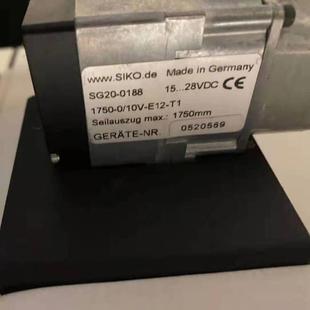 www.SIKO.de Made in Germany
SG20-0188 15...28VDC CE
1750-0/10V-E12-T1
Seilauszug max.: 1750mm
GERÄTE-NR. 0520569